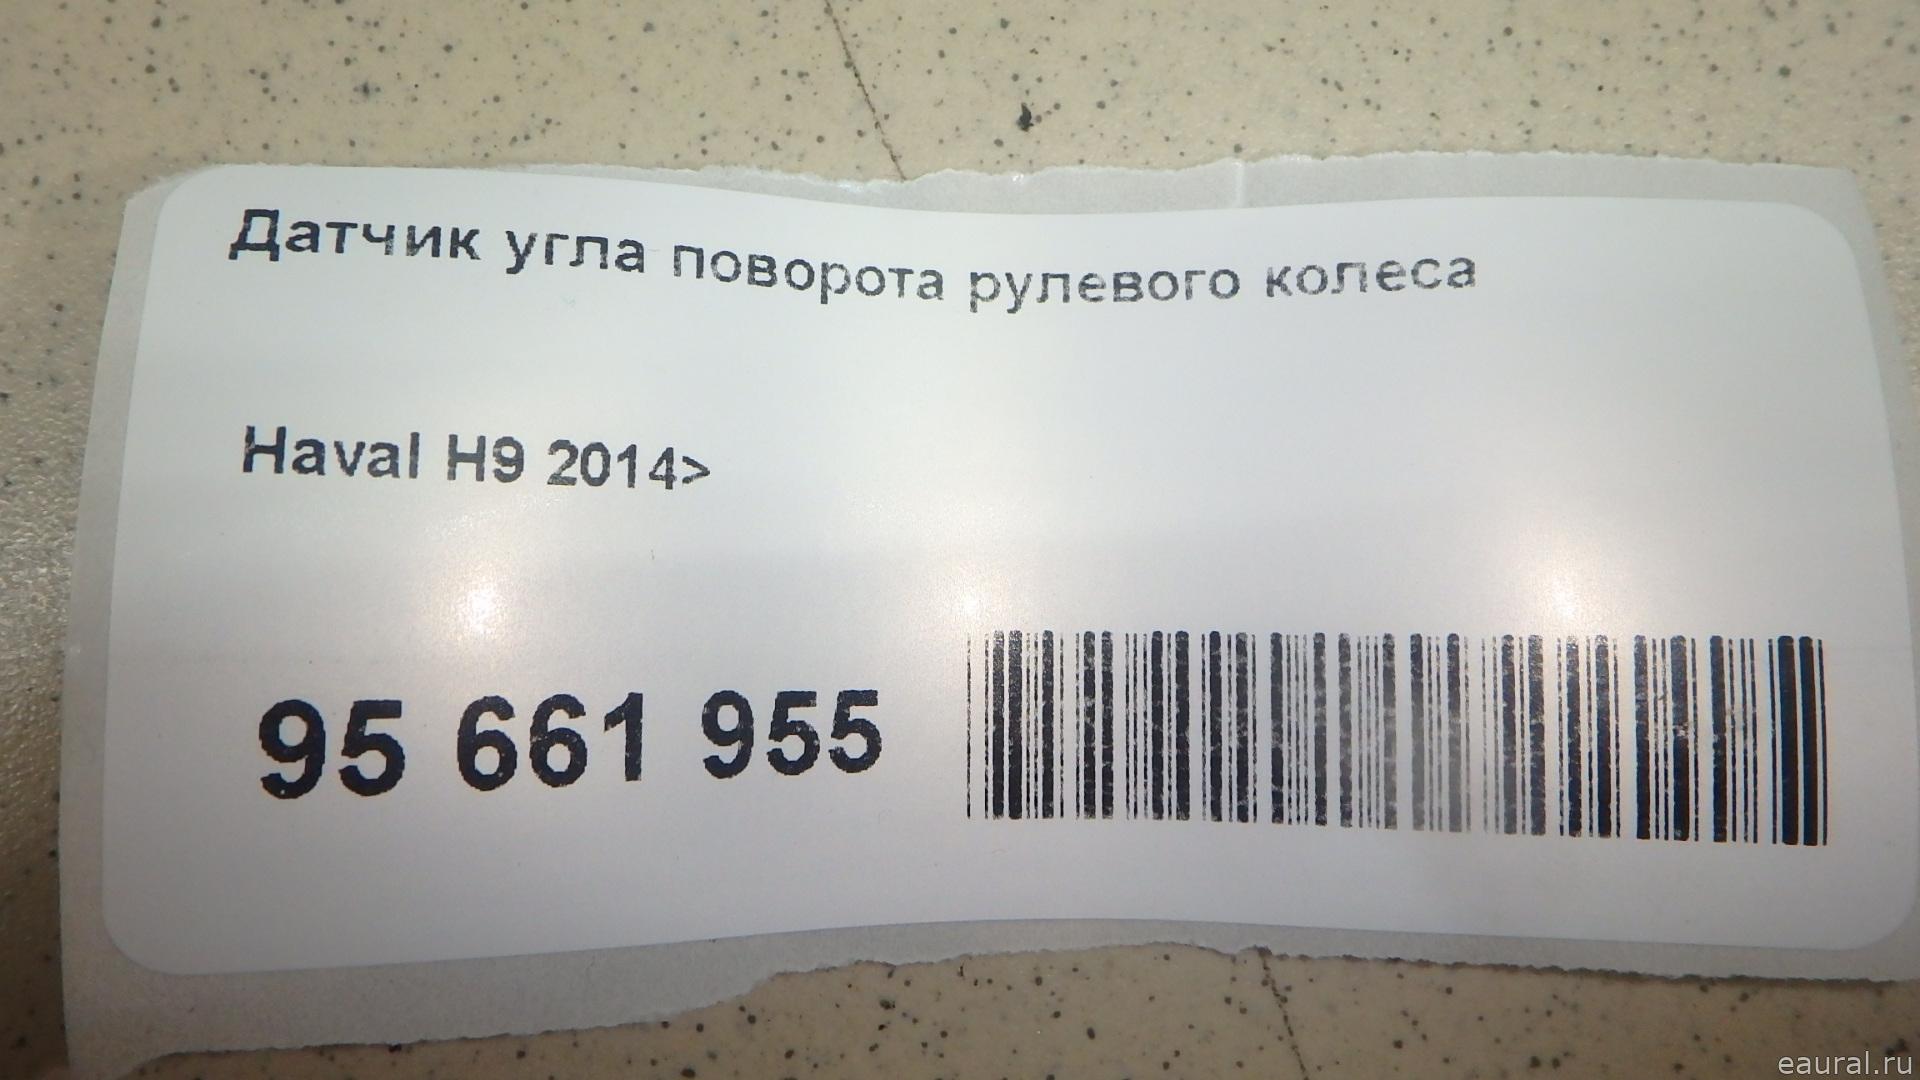 Датчик угла поворота рулевого колеса
Haval H9 2014>
95 661 955
eaural.ru